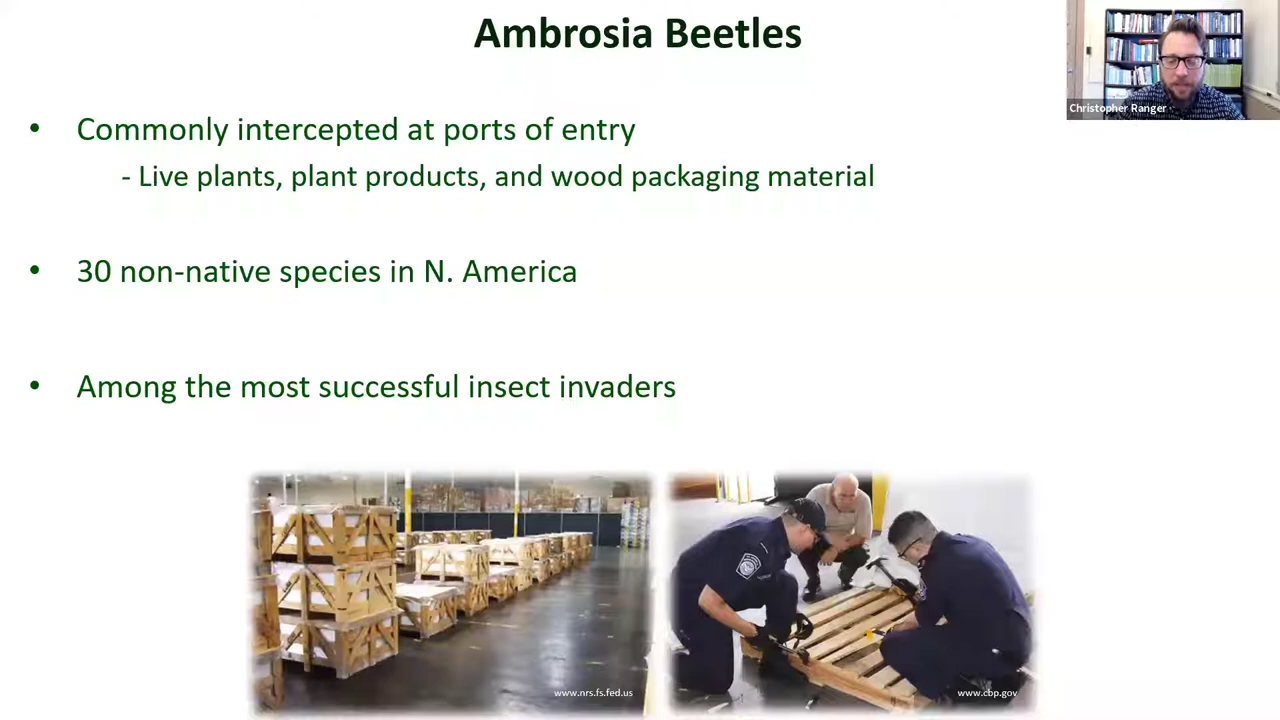 Ambrosia Beetles
Christopher Ranger
• Commonly intercepted at ports of entry
- Live plants, plant products, and wood packaging material
• 30 non-native species in N. America
• Among the most successful insect invaders
www.nrs.fs.fed.us
www.cbp.gov